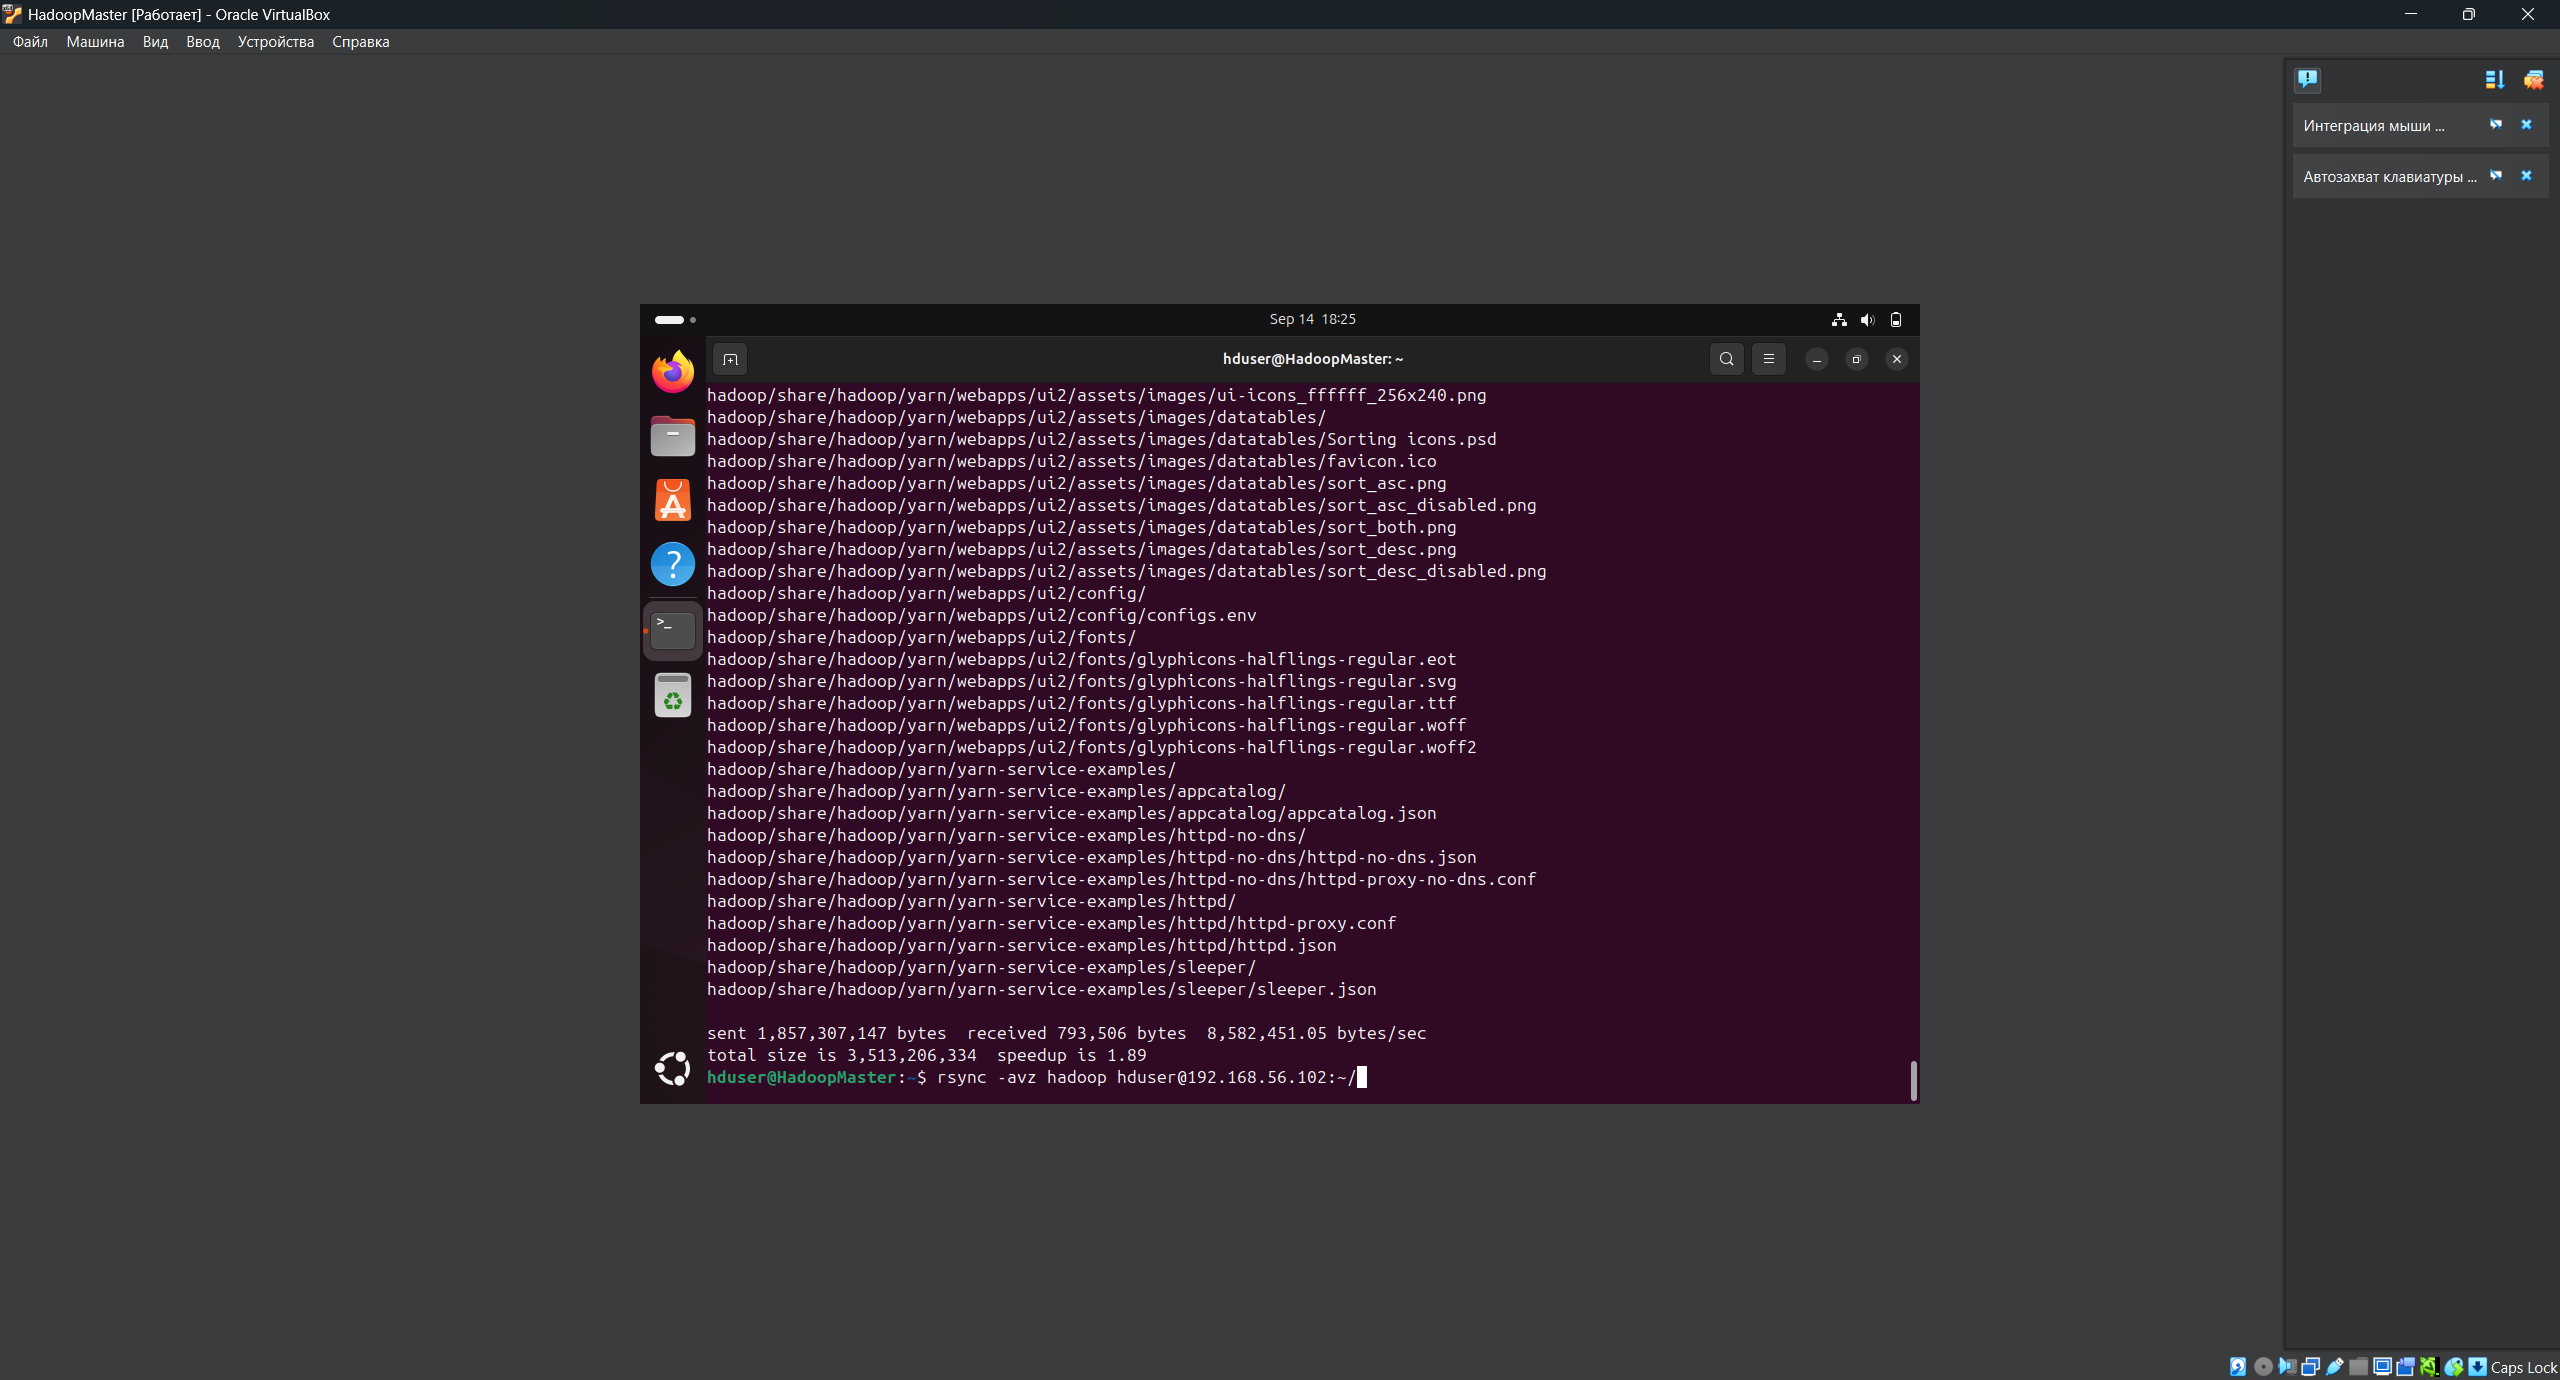 HadoopMaster [Работает] - Oracle VirtualBox
Файл Машина Вид Ввод Устройства Справка
Интеграция мыши ...
Автозахват клавиатуры ...
Sep 14 18:25
hduser@HadoopMaster: ~
hadoop/share/hadoop/yarn/webapps/ui2/assets/images/ui-icons_ffffff_256x240.png
hadoop/share/hadoop/yarn/webapps/ui2/assets/images/datatables/
hadoop/share/hadoop/yarn/webapps/ui2/assets/images/datatables/Sorting icons.psd
hadoop/share/hadoop/yarn/webapps/ui2/assets/images/datatables/favicon.ico
hadoop/share/hadoop/yarn/webapps/ui2/assets/images/datatables/sort_asc.png
hadoop/share/hadoop/yarn/webapps/ui2/assets/images/datatables/sort_asc_disabled.png
hadoop/share/hadoop/yarn/webapps/ui2/assets/images/datatables/sort_both.png
hadoop/share/hadoop/yarn/webapps/ui2/assets/images/datatables/sort_desc.png
hadoop/share/hadoop/yarn/webapps/ui2/assets/images/datatables/sort_desc_disabled.png
hadoop/share/hadoop/yarn/webapps/ui2/config/
hadoop/share/hadoop/yarn/webapps/ui2/config/configs.env
hadoop/share/hadoop/yarn/webapps/ui2/fonts/
hadoop/share/hadoop/yarn/webapps/ui2/fonts/glyphicons-halflings-regular.eot
hadoop/share/hadoop/yarn/webapps/ui2/fonts/glyphicons-halflings-regular.svg
hadoop/share/hadoop/yarn/webapps/ui2/fonts/glyphicons-halflings-regular.ttf
hadoop/share/hadoop/yarn/webapps/ui2/fonts/glyphicons-halflings-regular.woff
hadoop/share/hadoop/yarn/webapps/ui2/fonts/glyphicons-halflings-regular.woff2
hadoop/share/hadoop/yarn/yarn-service-examples/
hadoop/share/hadoop/yarn/yarn-service-examples/appcatalog/
hadoop/share/hadoop/yarn/yarn-service-examples/appcatalog/appcatalog.json
hadoop/share/hadoop/yarn/yarn-service-examples/httpd-no-dns/
hadoop/share/hadoop/yarn/yarn-service-examples/httpd-no-dns/httpd-no-dns.json
hadoop/share/hadoop/yarn/yarn-service-examples/httpd-no-dns/httpd-proxy-no-dns.conf
hadoop/share/hadoop/yarn/yarn-service-examples/httpd/
hadoop/share/hadoop/yarn/yarn-service-examples/httpd/httpd-proxy.conf
hadoop/share/hadoop/yarn/yarn-service-examples/httpd/httpd.json
hadoop/share/hadoop/yarn/yarn-service-examples/sleeper/
hadoop/share/hadoop/yarn/yarn-service-examples/sleeper/sleeper.json
sent 1,857,307,147 bytes  received 793,506 bytes  8,582,451.05 bytes/sec
total size is 3,513,206,334  speedup is 1.89
hduser@HadoopMaster:~$ rsync -avz hadoop hduser@192.168.56.102:~/
Caps Lock